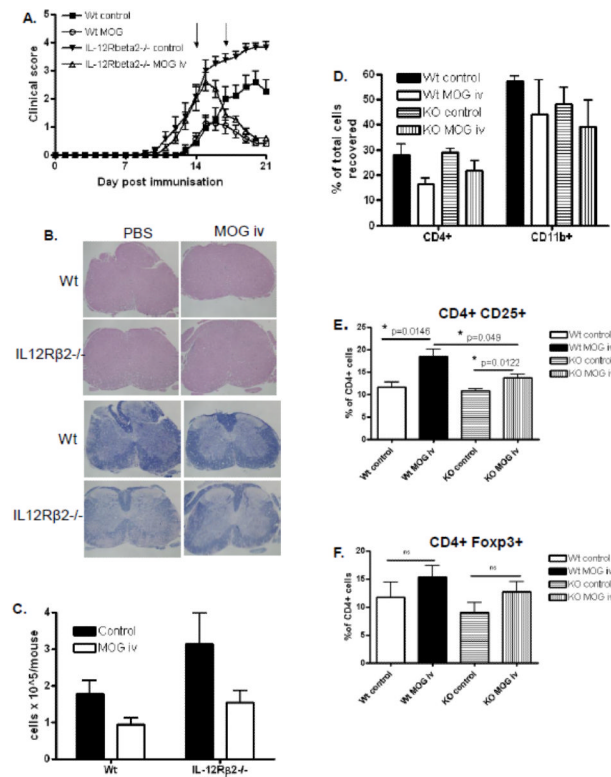 A.
Wt control
Wt MOG
IL-12Rbeta2-/- control
IL-12Rbeta2-/- MOG iv
Clinical score
5
4
3
2
1
0
0 7 14 21
Day post immunisation
B.
PBS MOG iv
Wt
IL12Rβ2-/-
Wt
IL12Rβ2-/-
C.
Control
MOG iv
cells x 10^5/mouse
4
3
2
1
0
Wt IL-12Rβ2-/-
D.
Wt control
Wt MOG iv
KO control
KO MOG iv
% of total cells
recovered
60
50
40
30
20
10
0
CD4+ CD11b+
E.
CD4+ CD25+
* p=0.0146
* p=0.049
* p=0.0122
Wt control
Wt MOG iv
KO control
KO MOG iv
% of CD4+ cells
25
20
15
10
5
0
Wt control Wt MOG iv KO control KO MOG iv
F.
CD4+ Foxp3+
ns ns
Wt control
Wt MOG iv
KO control
KO MOG iv
%of CD4+ cells
20
15
10
5
0
Wt control Wt MOG iv KO control KO MOG iv